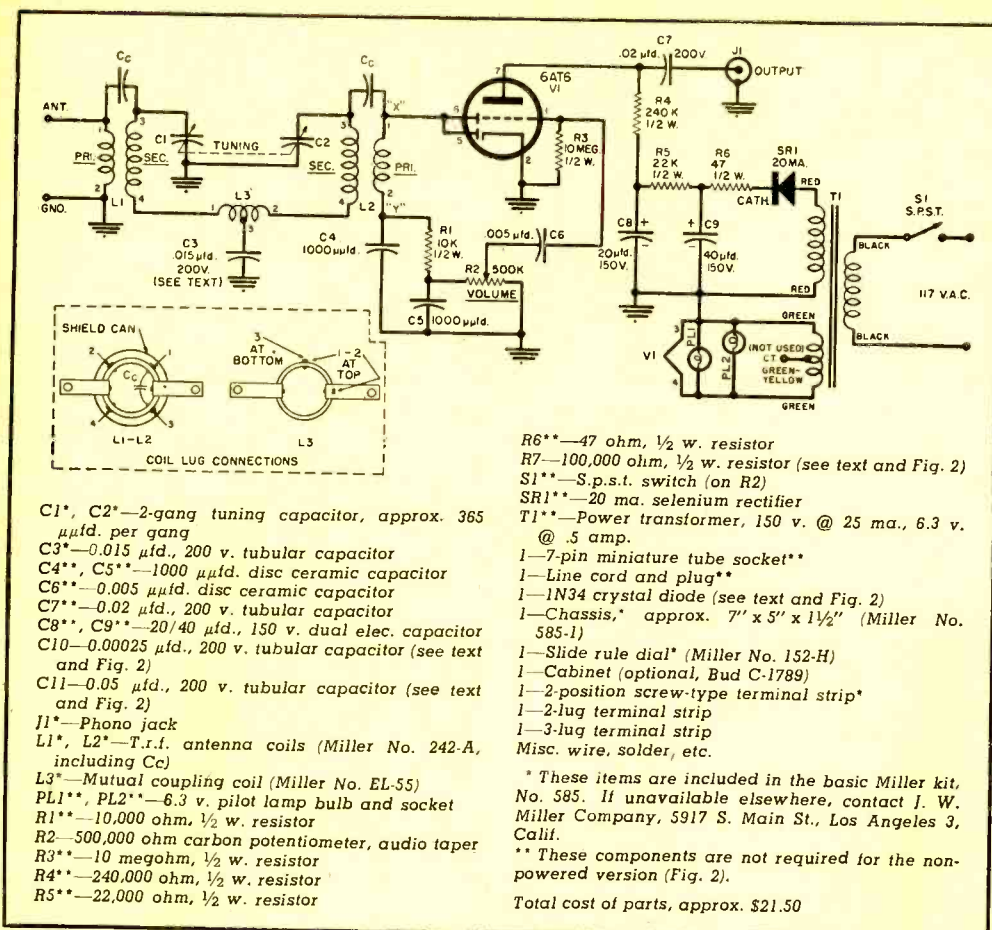 Cc
Cc
C7
.02 µfd.
200V
J1
OUTPUT
6AT6
V1
7
ANT.
1
3
C1
C2
TUNING
3
"X"
1
6
5
1
2
R3
10 MEG.
1/2 W.
R4
240 K
1/2 W.
R5
22 K
1/2 W.
R6
47
1/2 W.
SR1
20 MA.
CATH.
RED
T1
S1
S.P.S.T.
BLACK
PRI.
SEC.
SEC.
PRI.
GND.
2
L1
4
L3
1
2
3
4
L2
2
"Y"
C3
.015 µfd.
200V.
(SEE TEXT)
C4
1000 µµfd.
R1
10K
1/2 W.
.005 µfd.
C6
R2
500K
VOLUME
C5
1000 µµfd.
C8
+
-
20 µfd.
150V.
+
C9
40 µfd.
150V.
RED
GREEN
BLACK
117 V.A.C.
3
V1
4
PL1
PL2
(NOT USED)
C.T.
GREEN-
YELLOW
GREEN
SHIELD CAN
2
1
Cc
4
3
L1-L2
3
AT
BOTTOM
1-2
AT
TOP
L3
COIL LUG CONNECTIONS
C1*, C2*—2-gang tuning capacitor, approx. 365
µµfd. per gang
C3*—0.015 µfd., 200 v. tubular capacitor
C4**, C5**—1000 µµfd. disc ceramic capacitor
C6**—0.005 µµfd. disc ceramic capacitor
C7**—0.02 µfd., 200 v. tubular capacitor
C8**, C9**—20/40 µfd., 150 v. dual elec. capacitor
C10—0.00025 µfd., 200 v. tubular capacitor (see text
and Fig. 2)
C11—0.05 µfd., 200 v. tubular capacitor (see text
and Fig. 2)
J1*—Phono jack
L1*, L2*—T.r.f. antenna coils (Miller No. 242-A,
including Cc)
L3*—Mutual coupling coil (Miller No. EL-55)
PL1**, PL2**—6.3 v. pilot lamp bulb and socket
R1**—10,000 ohm, ½ w. resistor
R2—500,000 ohm carbon potentiometer, audio taper
R3**—10 megohm, ½ w. resistor
R4**—240,000 ohm, ½ w. resistor
R5**—22,000 ohm, ½ w. resistor
R6**—47 ohm, ½ w. resistor
R7—100,000 ohm, ½ w. resistor (see text and Fig. 2)
S1**—S.p.s.t. switch (on R2)
SR1**—20 ma. selenium rectifier
T1**—Power transformer, 150 v. @ 25 ma., 6.3 v.
@ .5 amp.
1—7-pin miniature tube socket**
1—Line cord and plug**
1—1N34 crystal diode (see text and Fig. 2)
1—Chassis,* approx. 7" x 5" x 1½" (Miller No.
585-1)
1—Slide rule dial* (Miller No. 152-H)
1—Cabinet (optional, Bud C-1789)
1—2-position screw-type terminal strip*
1—2-lug terminal strip
1—3-lug terminal strip
Misc. wire, solder, etc.
* These items are included in the basic Miller kit,
No. 585. If unavailable elsewhere, contact J. W.
Miller Company, 5917 S. Main St., Los Angeles 3,
Calif.
** These components are not required for the non-
powered version (Fig. 2).
Total cost of parts, approx. $21.50